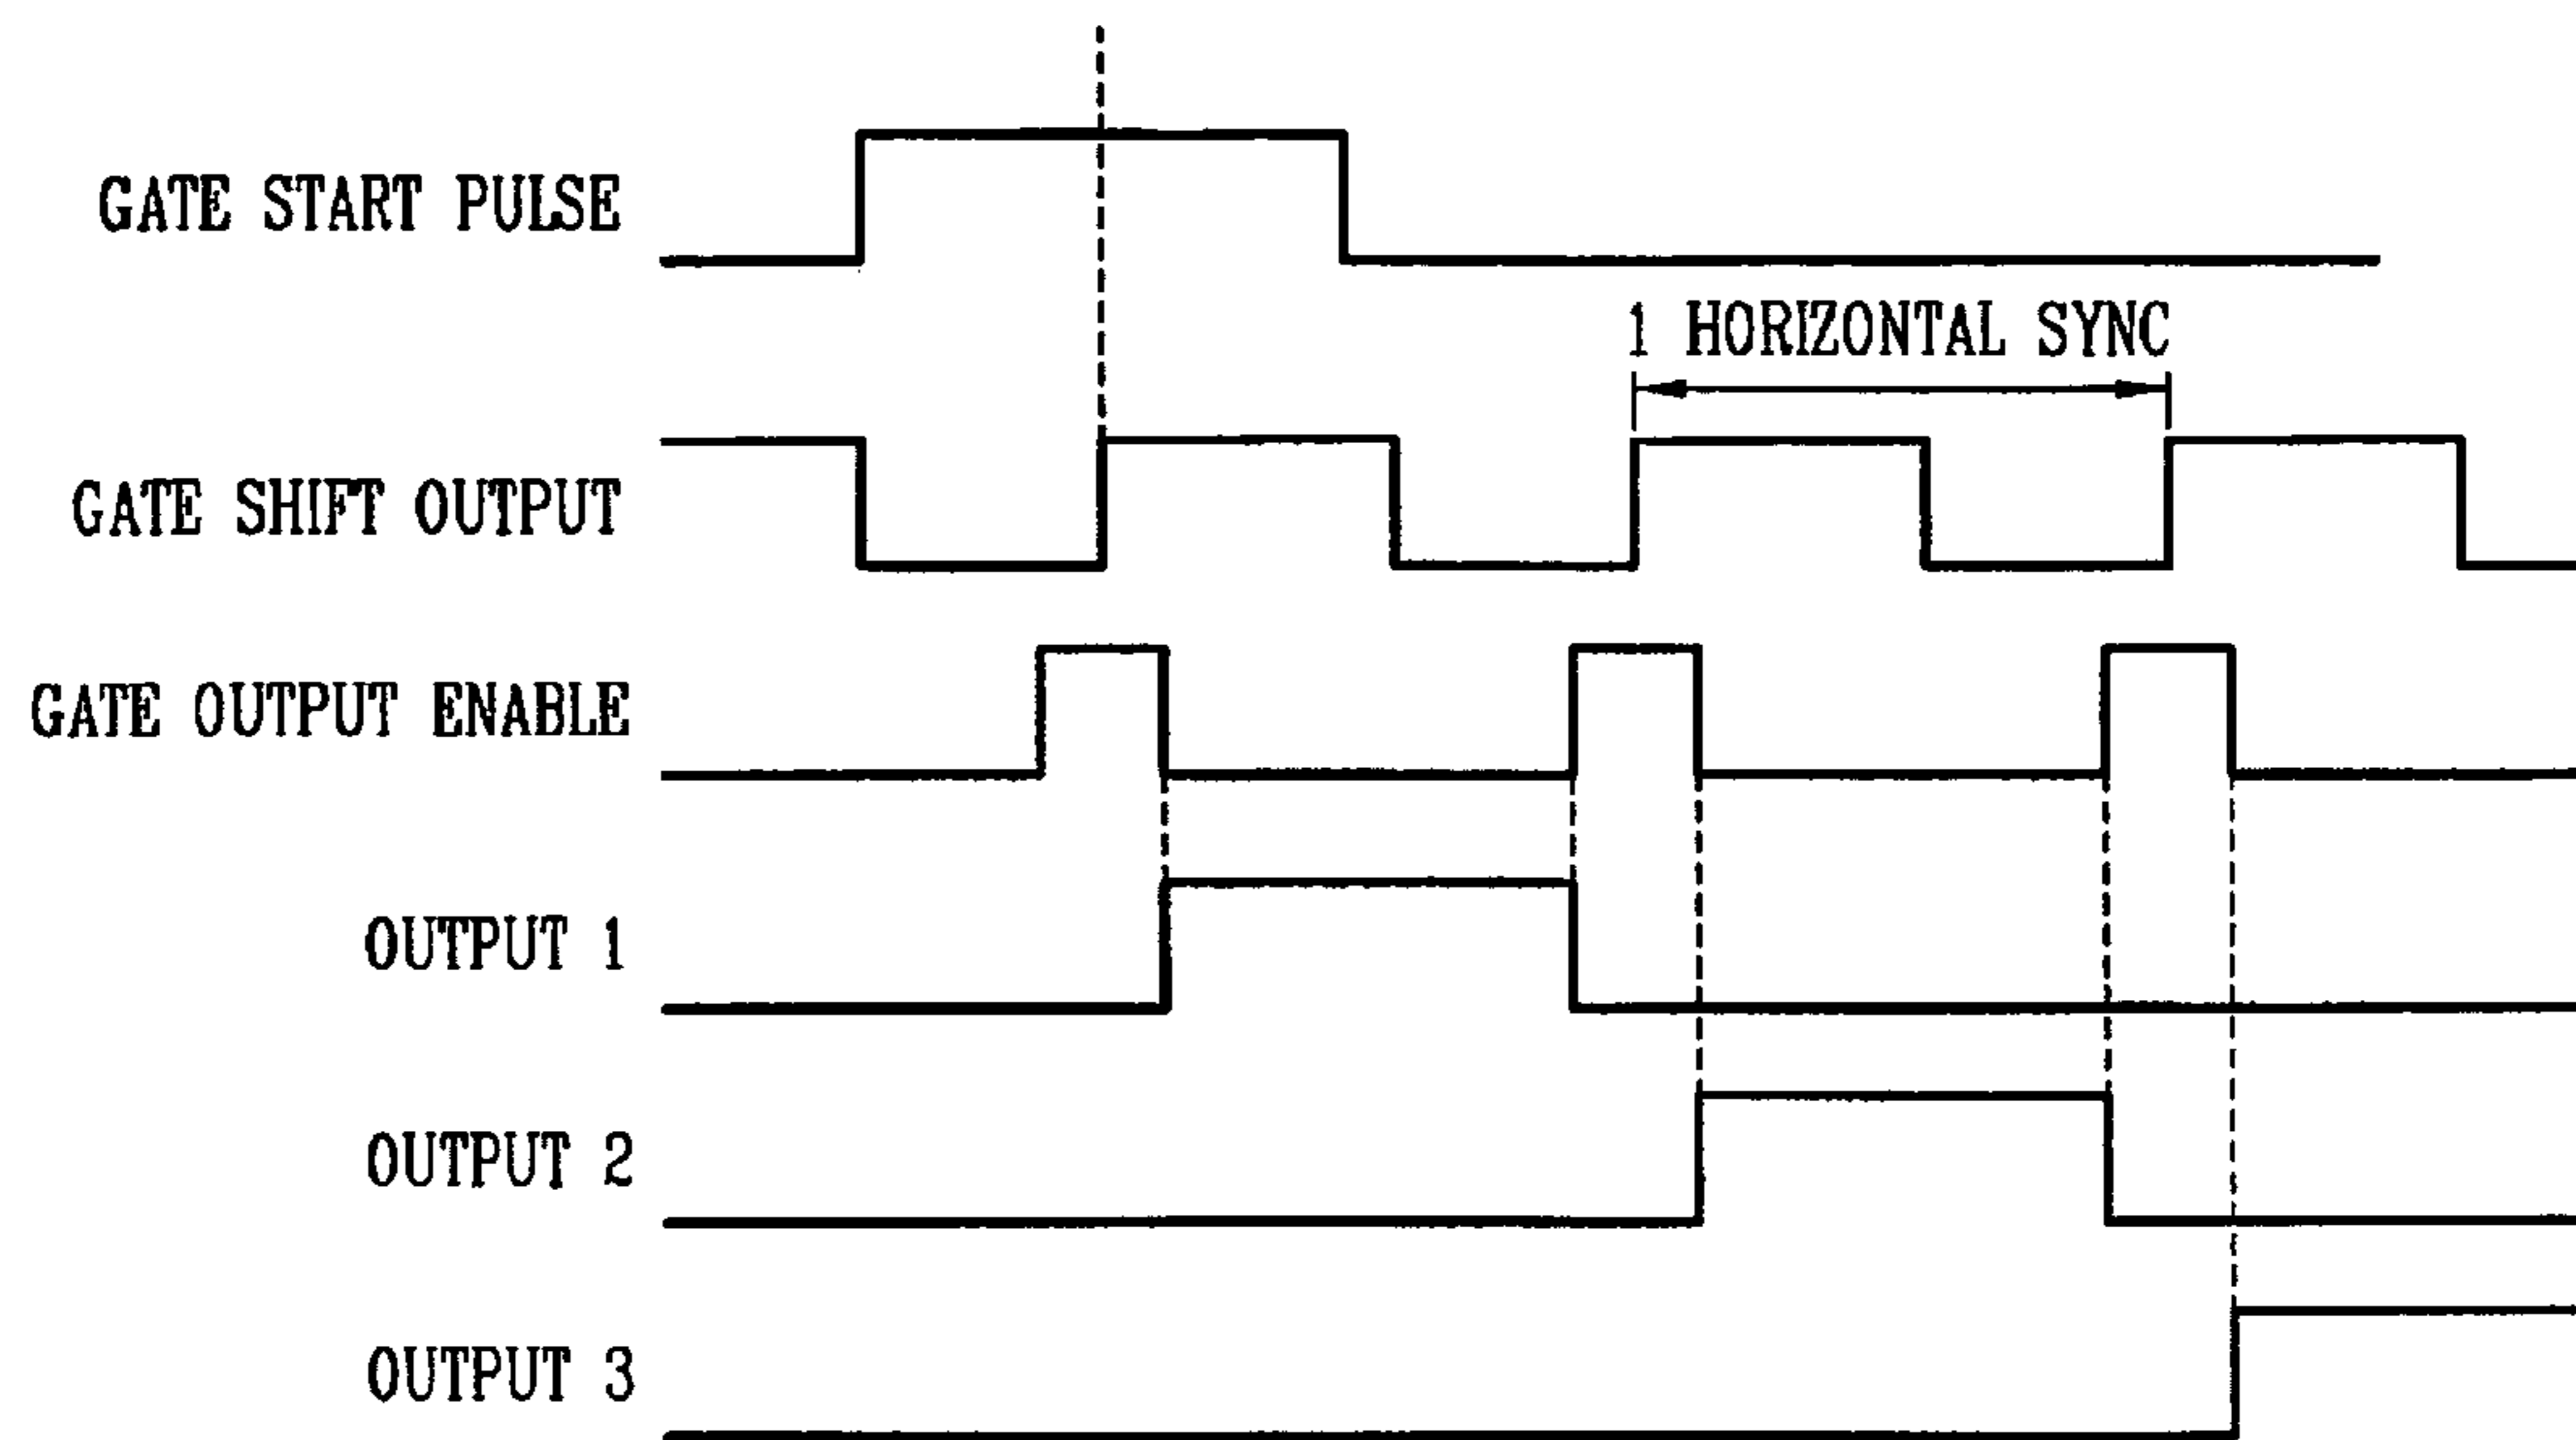 GATE START PULSE
1 HORIZONTAL SYNC
GATE SHIFT OUTPUT
GATE OUTPUT ENABLE
OUTPUT 1
OUTPUT 2
OUTPUT 3